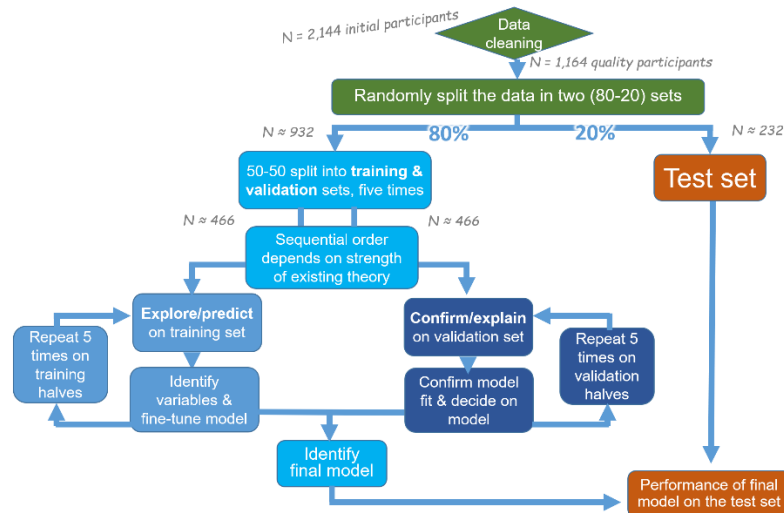 N = 2,144 initial participants
Data
cleaning
N = 1,164 quality participants
Randomly split the data in two (80-20) sets
N ≈ 932
80%
20%
N ≈ 232
50-50 split into training &
validation sets, five times
Test set
N ≈ 466
N ≈ 466
Sequential order
depends on strength
of existing theory
Explore/predict
on training set
Confirm/explain
on validation set
Repeat 5
times on
training
halves
Repeat 5
times on
validation
halves
Identify
variables &
fine-tune model
Confirm model
fit & decide on
model
Identify
final model
Performance of final
model on the test set